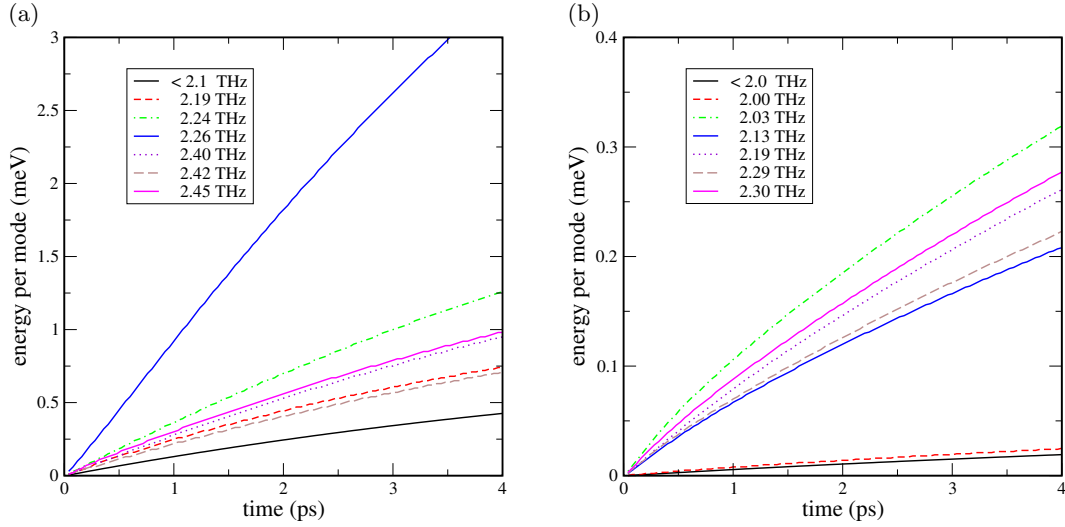 (a)
energy per mode (meV)
3
2.5
2
1.5
1
0.5
0
< 2.1 THz
2.19 THz
2.24 THz
2.26 THz
2.40 THz
2.42 THz
2.45 THz
0 1 2 3 4
time (ps)
(b)
energy per mode (meV)
0.4
0.3
0.2
0.1
0
< 2.0 THz
2.00 THz
2.03 THz
2.13 THz
2.19 THz
2.29 THz
2.30 THz
0 1 2 3 4
time (ps)